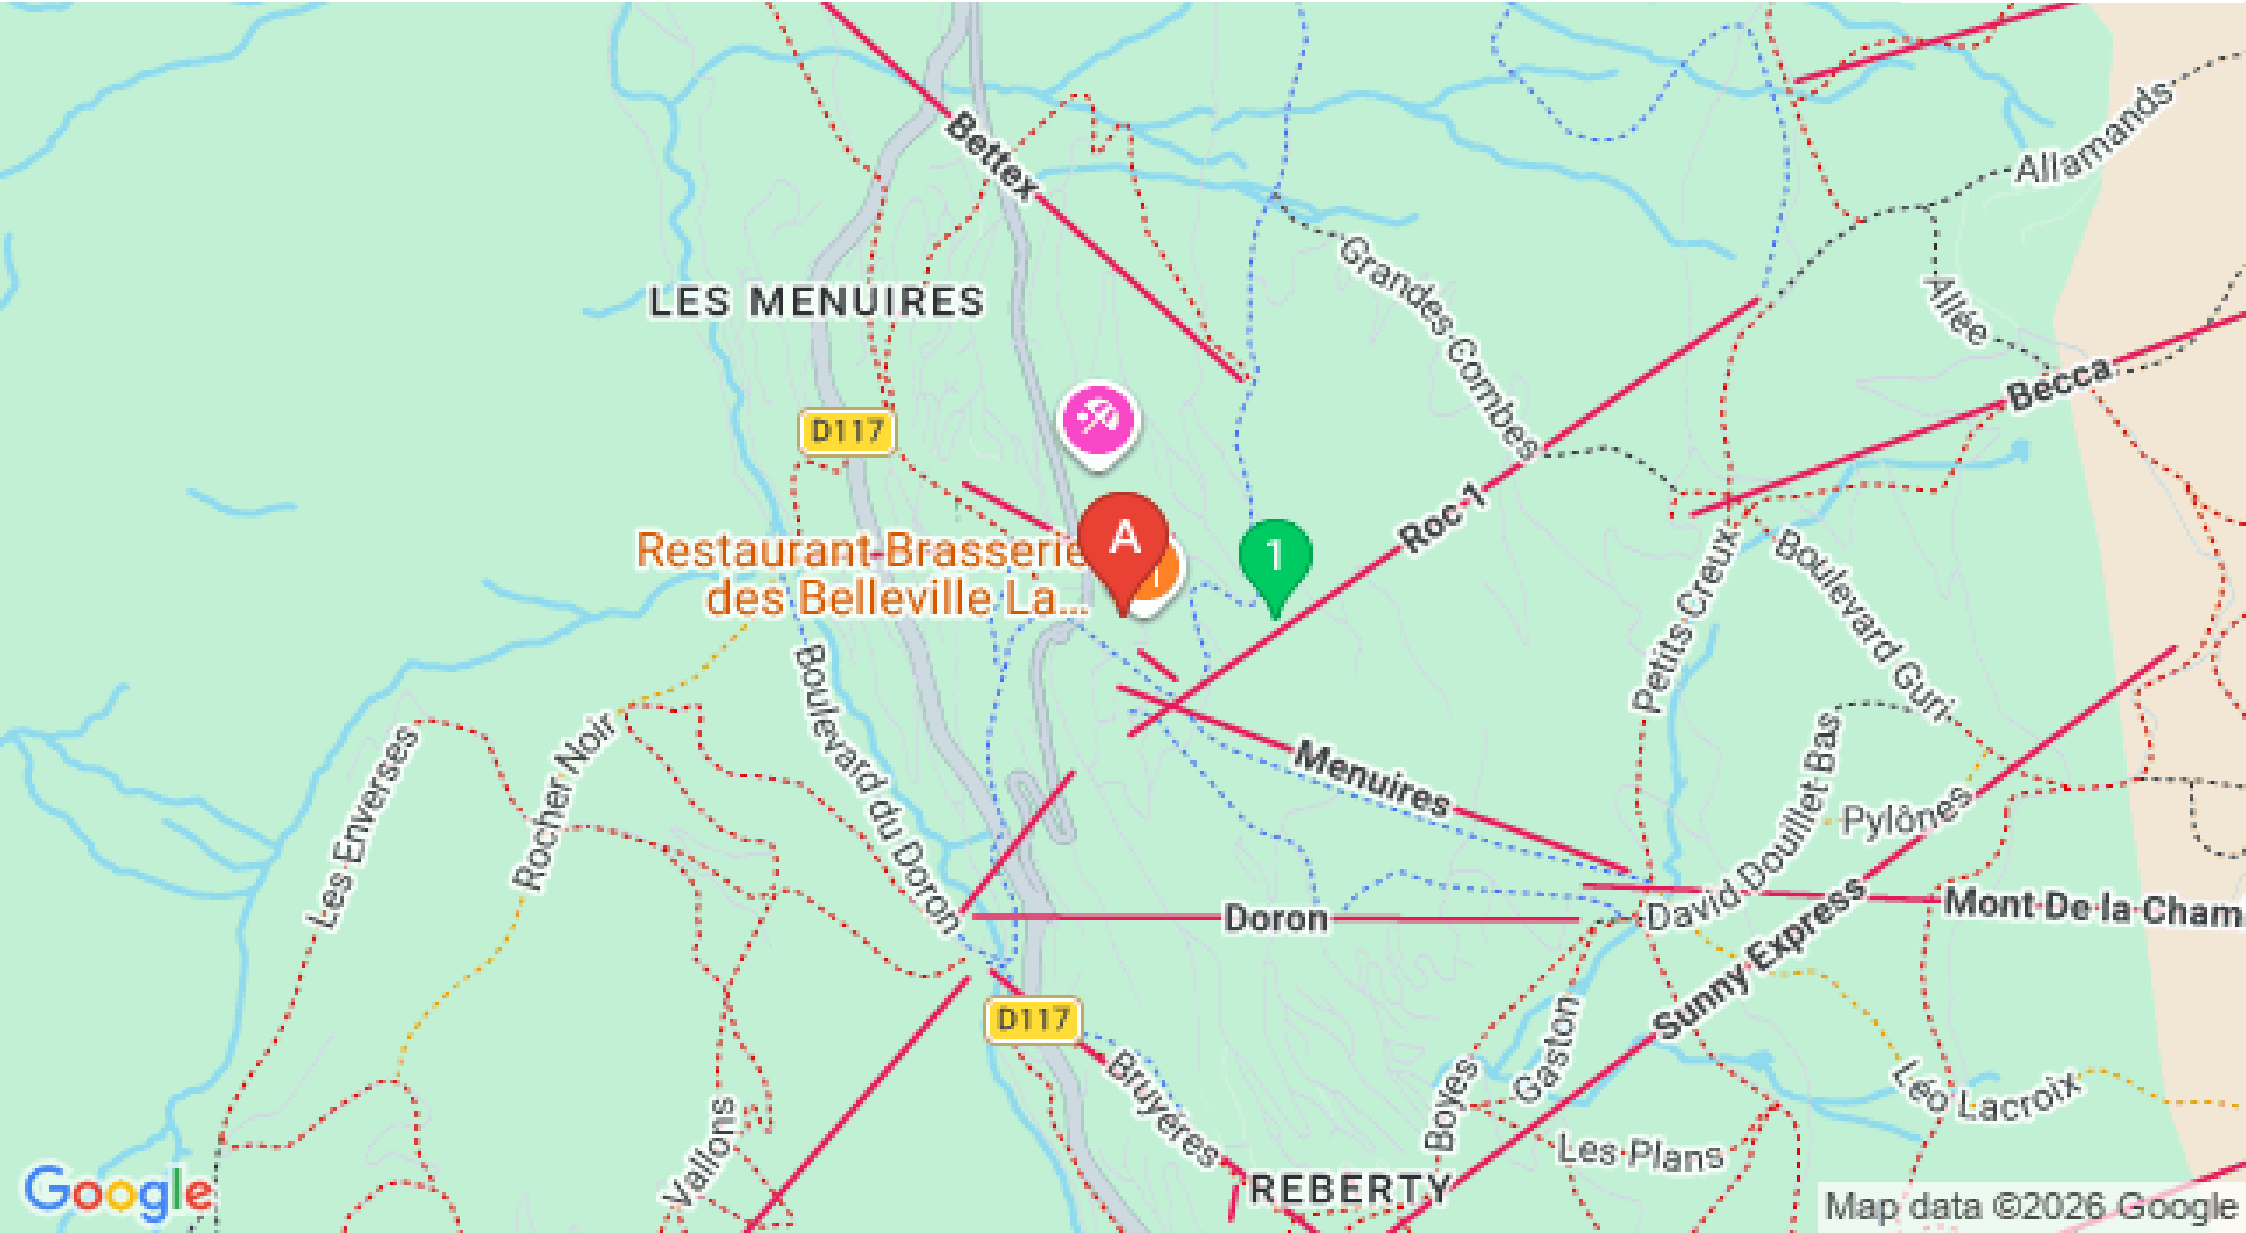 Bettex
Allamands
Grandes Combes
LES MENUIRES
Allée
Becca
D117
Roc 1
A
1
Restaurant Brasserie
des Belleville La...
Petits Creux
Boulevard Guri
Boulevard du Doron
Les Enverses
Rocher Noir
Menuires
David Douillet Bas
Pylônes
Doron
Mont De la Cham
Sunny Express
D117
Bruyères
Boyes
Gaston
Léo Lacroix
Vallons
Les Plans
REBERTY
Google
Map data ©2026 Google